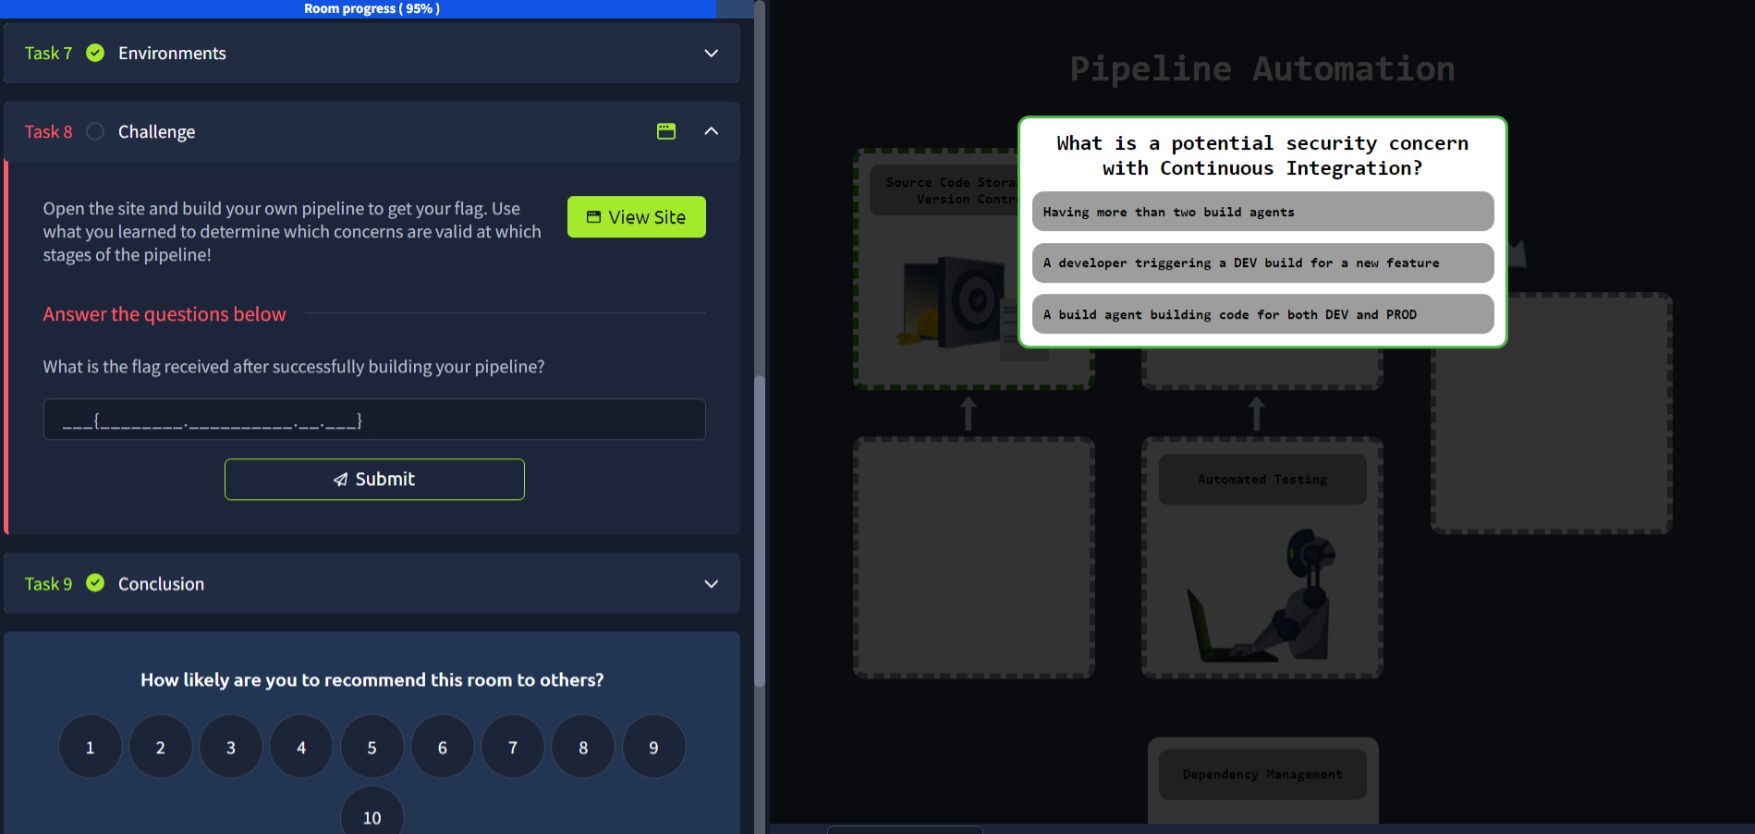 Room progress ( 95% )
Task 7 Environments
Task 8 Challenge
Open the site and build your own pipeline to get your flag. Use
what you learned to determine which concerns are valid at which
stages of the pipeline!
View Site
Answer the questions below
What is the flag received after successfully building your pipeline?
___{________.__________.__.___}
Submit
Task 9 Conclusion
How likely are you to recommend this room to others?
1 2 3 4 5 6 7 8 9
10
Pipeline Automation
What is a potential security concern
with Continuous Integration?
Having more than two build agents
A developer triggering a DEV build for a new feature
A build agent building code for both DEV and PROD
Source Code
Version
Automated Testing
Dependency Management